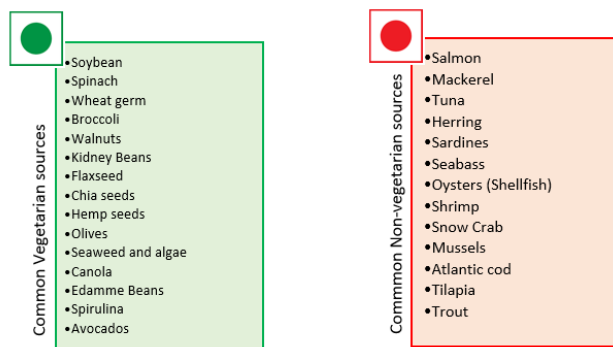 Common Vegetarian sources
•Soybean
•Spinach
•Wheat germ
•Broccoli
•Walnuts
•Kidney Beans
•Flaxseed
•Chia seeds
•Hemp seeds
•Olives
•Seaweed and algae
•Canola
•Edamme Beans
•Spirulina
•Avocados
Commmon Non-vegetarian sources
•Salmon
•Mackerel
•Tuna
•Herring
•Sardines
•Seabass
•Oysters (Shellfish)
•Shrimp
•Snow Crab
•Mussels
•Atlantic cod
•Tilapia
•Trout